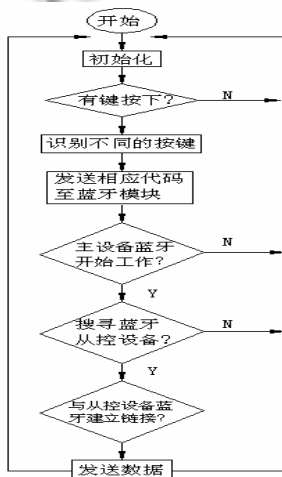 开始
初始化
有键按下?
N
识别不同的按键
发送相应代码
至蓝牙模块
主设备蓝牙
开始工作?
N
Y
搜寻蓝牙
从控设备?
N
Y
与从控设备蓝
牙建立链接?
发送数据